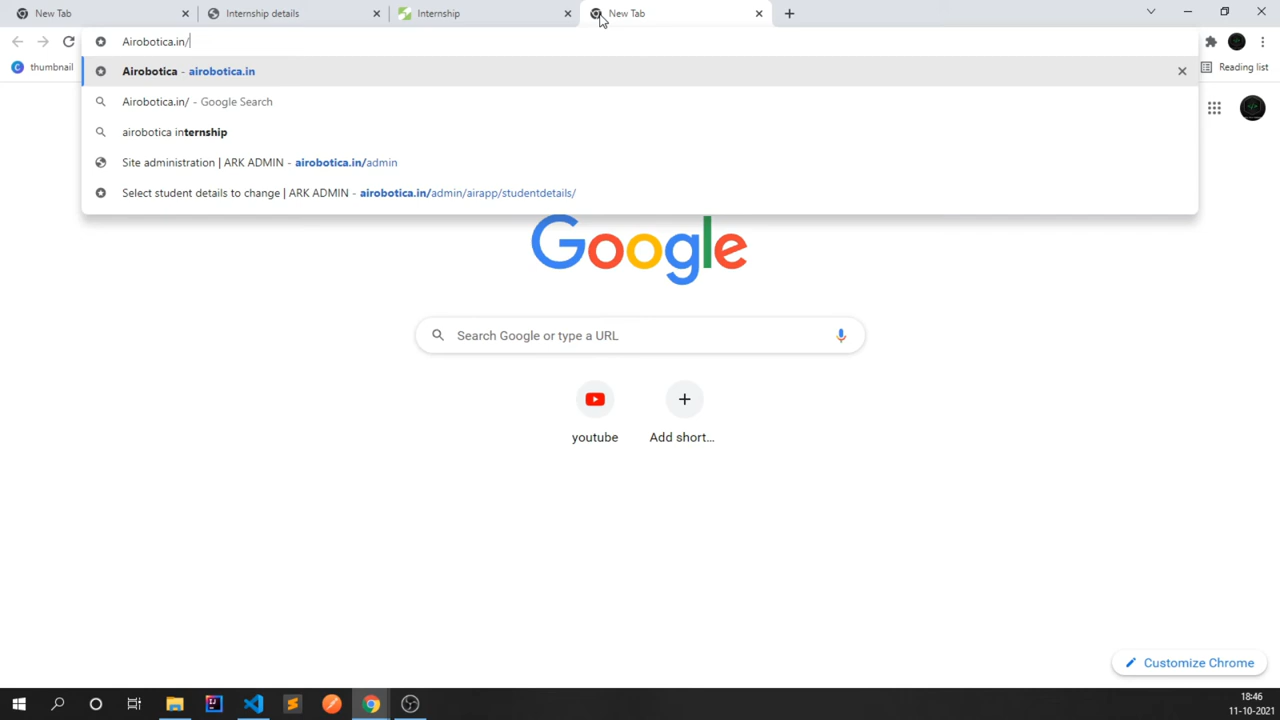 New Tab
Internship details
Internship
New Tab
Airobotica.in/
thumbnail
Reading list
Airobotica - airobotica.in
Airobotica.in/ - Google Search
airobotica internship
Site administration | ARK ADMIN - airobotica.in/admin
Select student details to change | ARK ADMIN - airobotica.in/admin/airapp/studentdetails/
Google
Search Google or type a URL
youtube
Add short...
Customize Chrome
18:46
11-10-2021